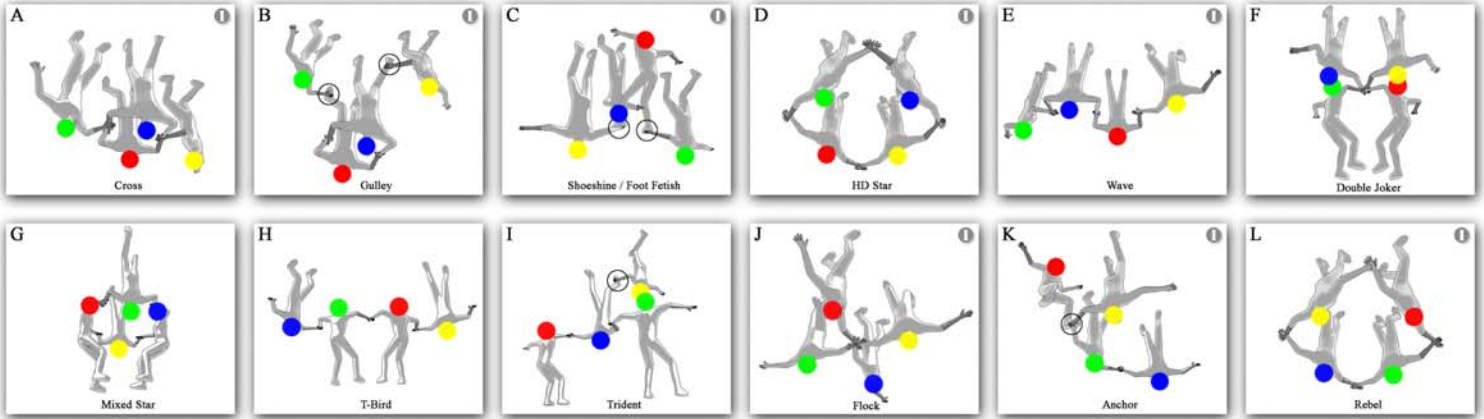 A
Cross
B
Gulley
C
Shoeshine / Foot Fetish
D
HD Star
E
Wave
F
Double Joker
G
Mixed Star
H
T-Bird
I
Trident
J
Flock
K
Anchor
L
Rebel